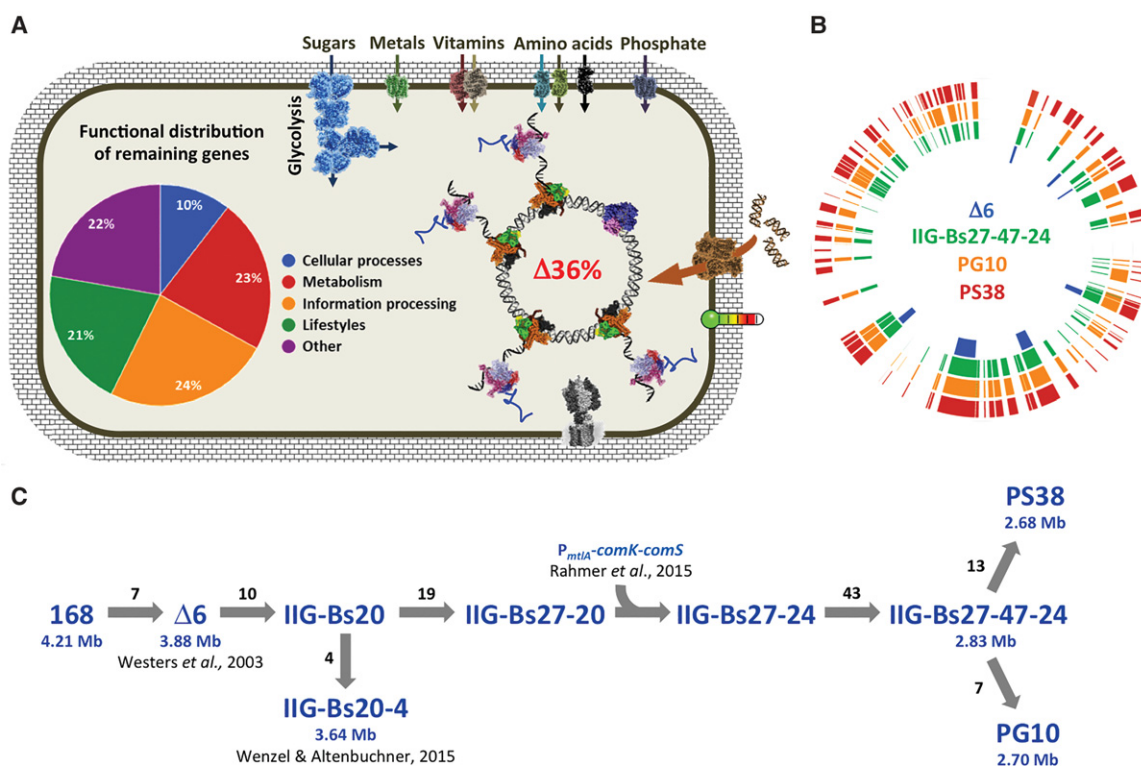 A
Sugars Metals Vitamins Amino acids Phosphate
Glycolysis
Functional distribution
of remaining genes
10%
23%
24%
21%
22%
Cellular processes
Metabolism
Information processing
Lifestyles
Other
Δ36%
B
Δ6
IIG-Bs27-47-24
PG10
PS38
C
168
4.21 Mb
7
Δ6
3.88 Mb
Westers et al., 2003
10
IIG-Bs20
4
IIG-Bs20-4
3.64 Mb
Wenzel & Altenbuchner, 2015
19
IIG-Bs27-20
PmtlA-comK-comS
Rahmer et al., 2015
IIG-Bs27-24
43
IIG-Bs27-47-24
2.83 Mb
13
PS38
2.68 Mb
7
PG10
2.70 Mb